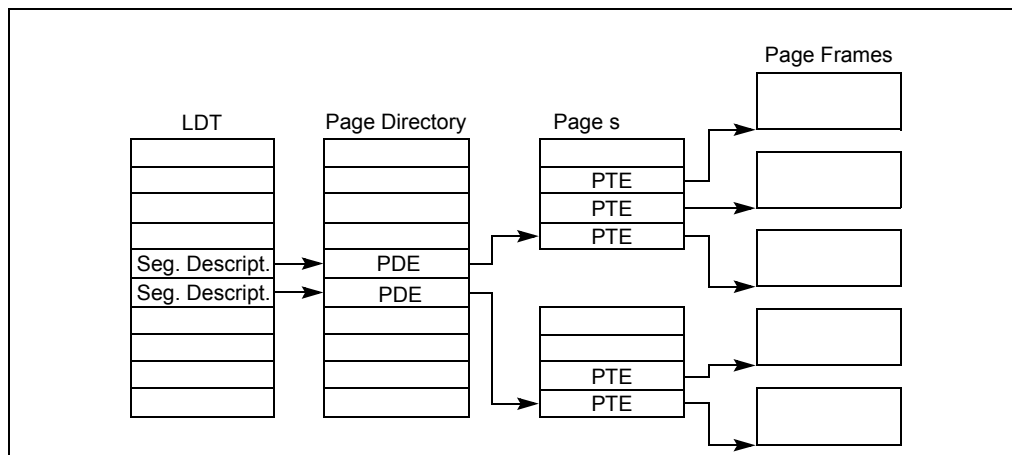 Page Frames
LDT
Page Directory
Page s
PTE
PTE
PTE
Seg. Descript.
PDE
Seg. Descript.
PDE
PTE
PTE